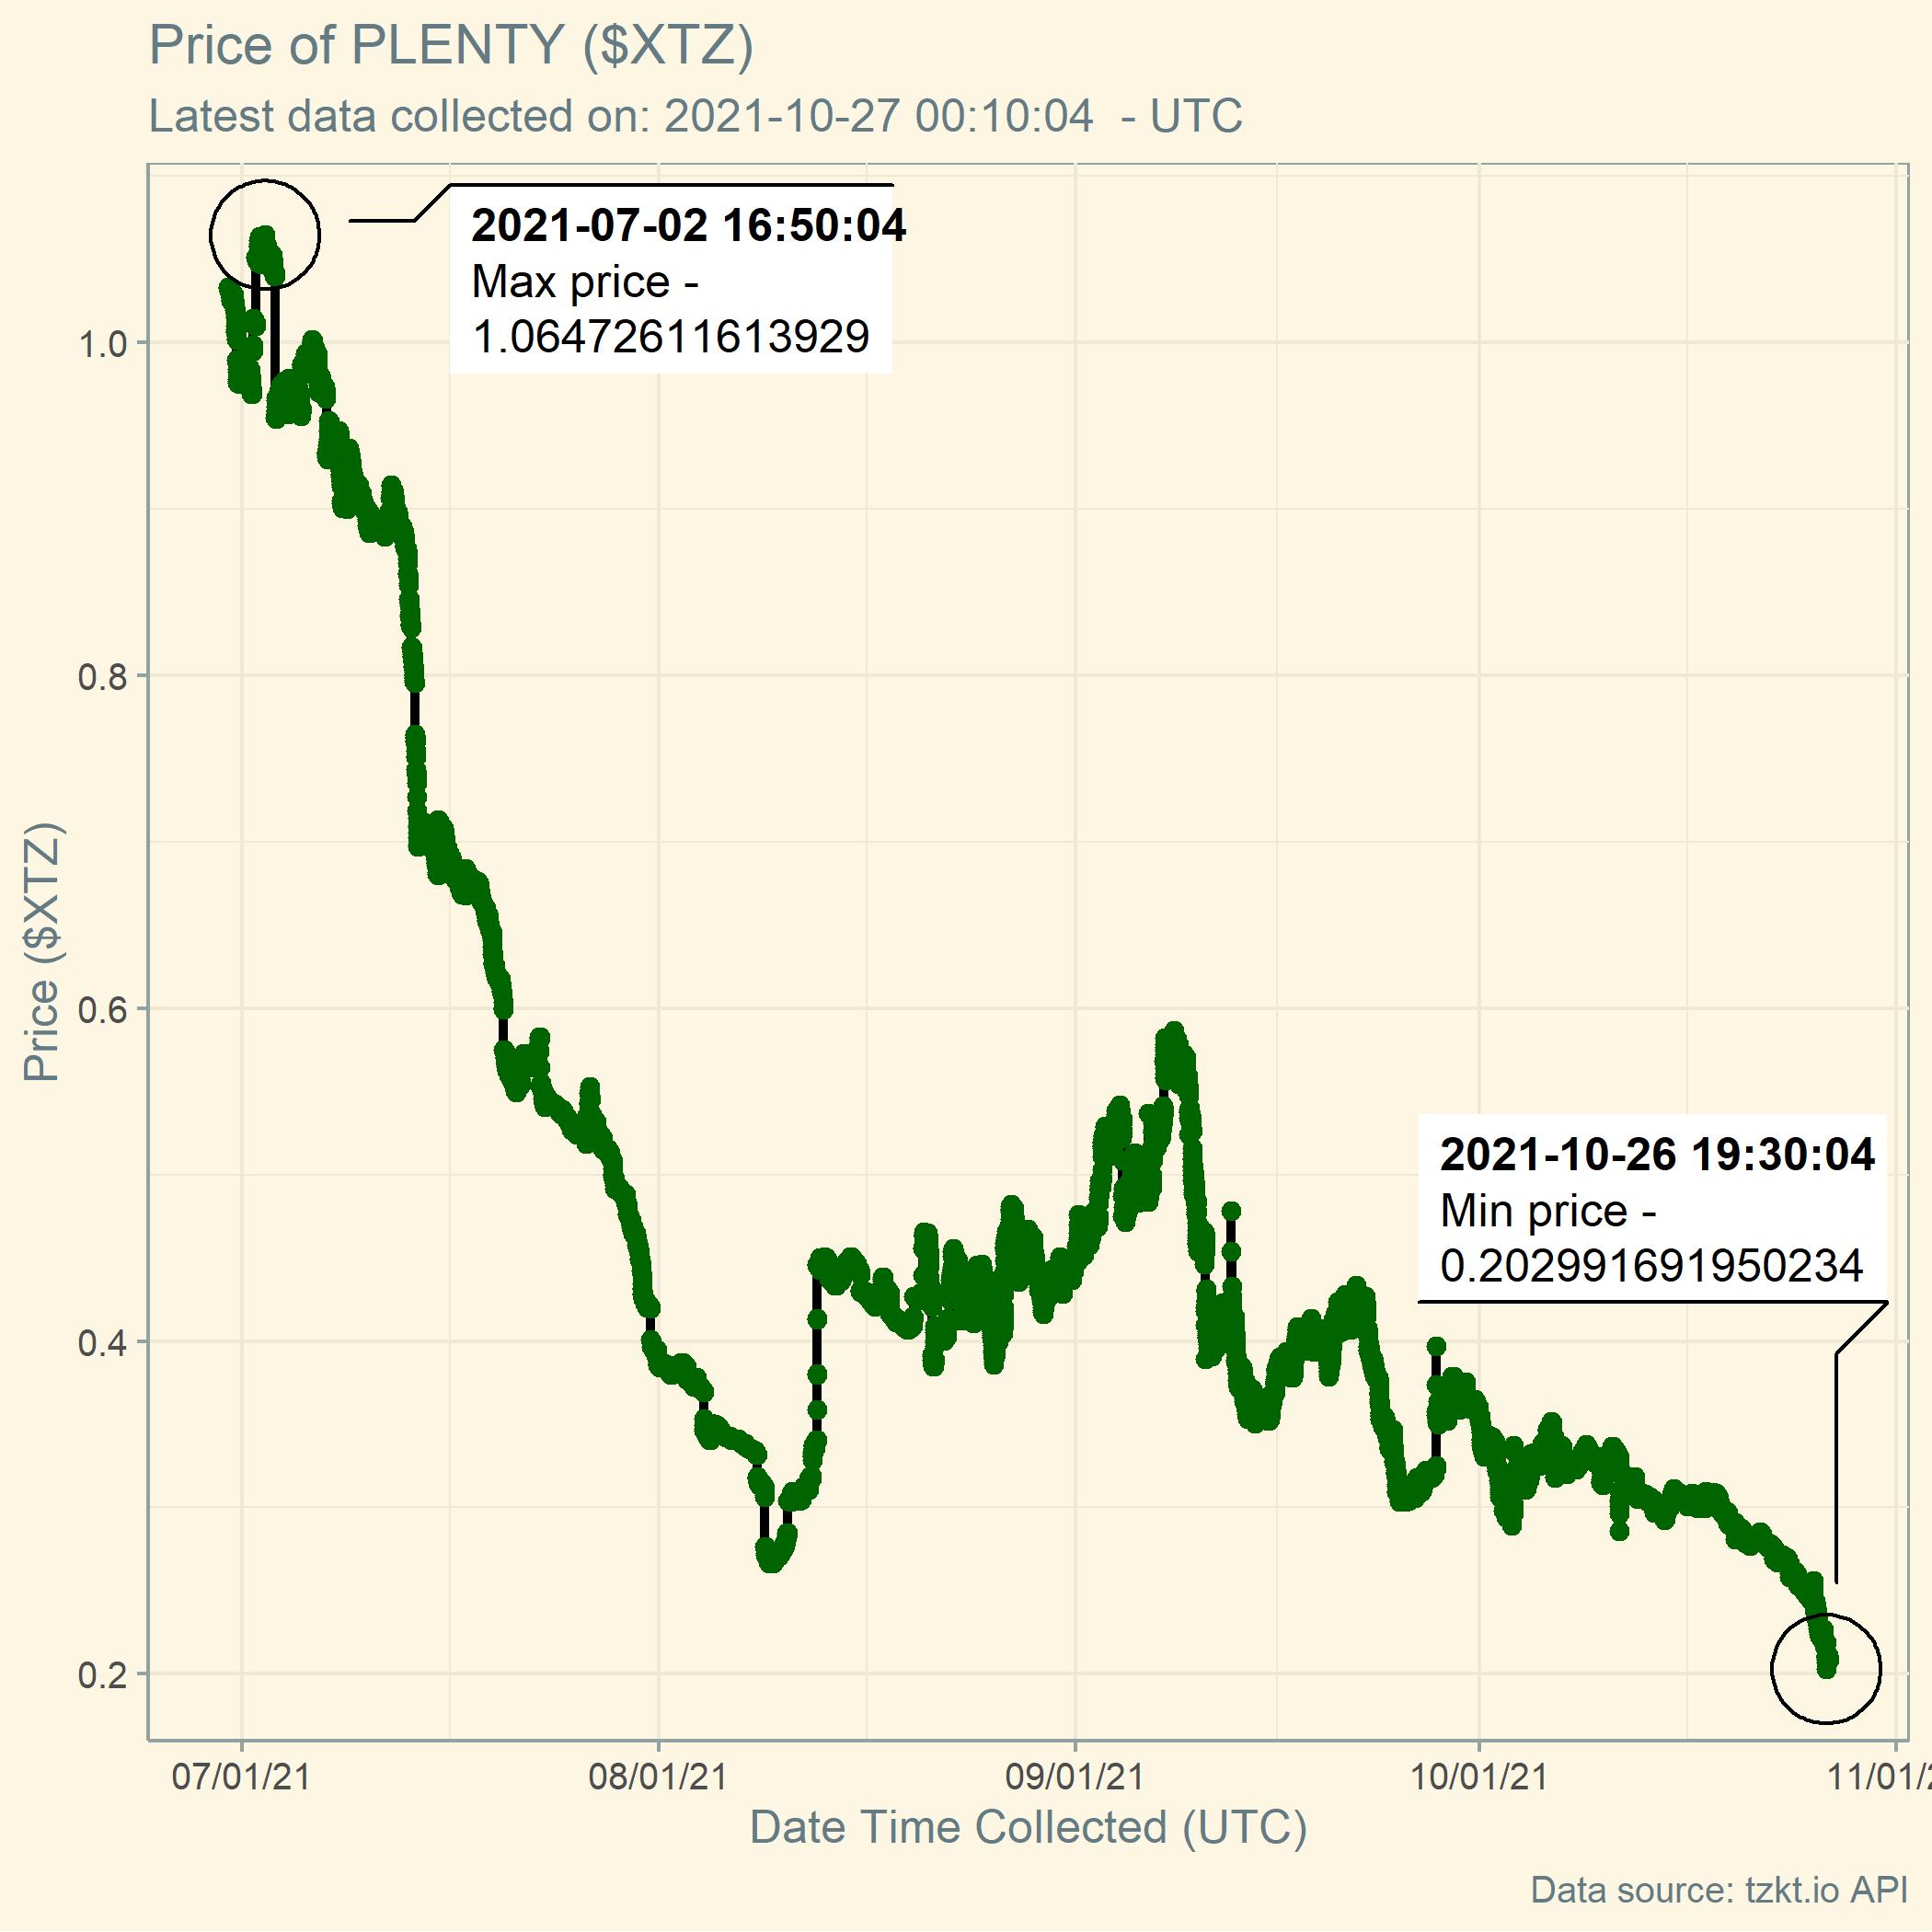 Price of PLENTY ($XTZ)
Latest data collected on: 2021-10-27 00:10:04  - UTC
2021-07-02 16:50:04
Max price -
1.06472611613929
2021-10-26 19:30:04
Min price -
0.202991691950234
Price ($XTZ)
1.0
0.8
0.6
0.4
0.2
07/01/21
08/01/21
09/01/21
10/01/21
11/01/2
Date Time Collected (UTC)
Data source: tzkt.io API